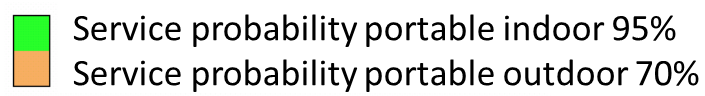 Service probability portable indoor 95%
Service probability portable outdoor 70%